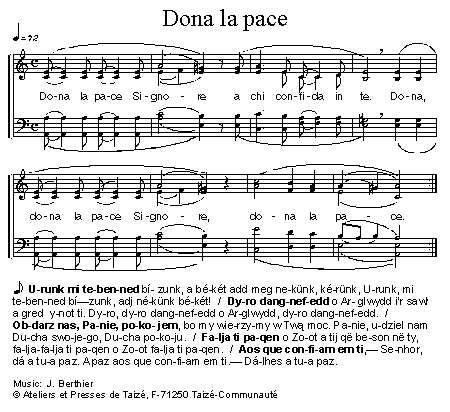 Dona la pace
♩= 72
Do-na la pa-ce Si-gno - re a chi con-fi-da in te. Do-na,
do-na la pa-ce Si-gno - re, do - na la pa - ce.
♪ U-runk mi te-ben-ned bí- zunk, a bé-két add meg ne-künk, ké-rünk, U-runk, mi
te-ben-ned bí—zunk, adj né-künk bé-két! / Dy-ro dang-nef-edd o Ar-glwydd i'r sawl
a gred y-not ti. Dy-ro, dy-ro dang-nef-edd o Ar-glwydd, dy-ro dang-nef-edd. /
Ob-darz nas, Pa-nie, po-ko-jem, bo my wie-rzy-my w Twą moc. Pa-nie, u-dziel nam
Du-cha swo-je-go, Du-cha po-ko-ju. / Fa-lja ti pa-qen o Zo-ot a tij që be-son në ty,
fa-lja-fa-lja ti pa-qen o Zo-ot fa-lja ti pa-qen. / A os que con-fi-am em ti,— Se-nhor,
dá a tu-a paz. A paz aos que con-fi-am em ti.— Dá-lhes a tu-a paz.
Music: J. Berthier
© Ateliers et Presses de Taizé, F-71250 Taizé-Communauté